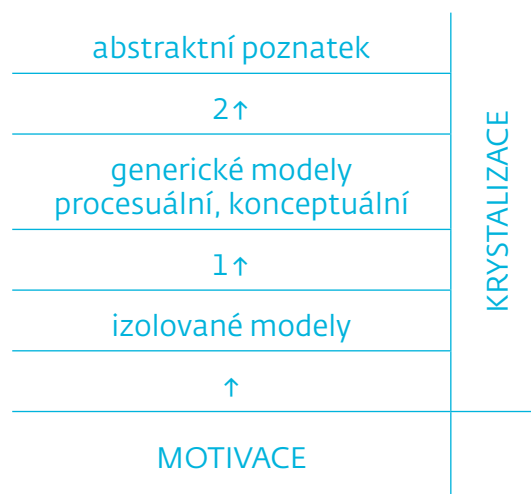 abstraktní poznatek
2↑
generické modely
procesuální, konceptuální
1↑
izolované modely
↑
MOTIVACE
KRYSTALIZACE